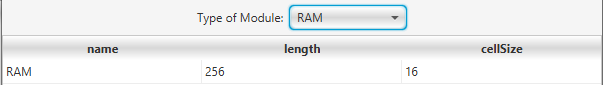 Type of Module: RAM
name length cellSize
RAM 256 16